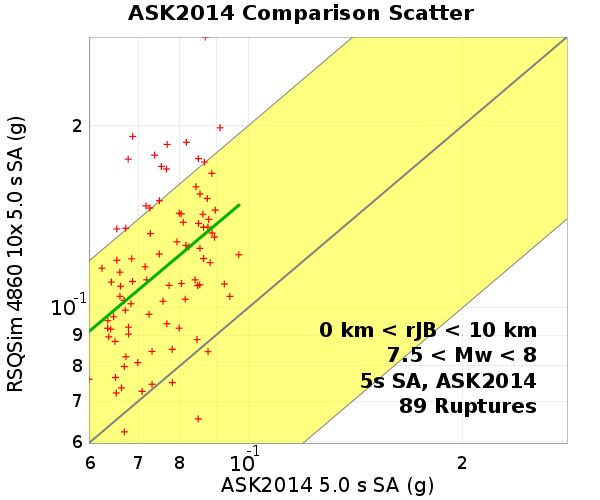 ASK2014 Comparison Scatter
RSQSim 4860 10x 5.0 s SA (g)
2
10⁻¹
9
8
7
6
0 km < rJB < 10 km
7.5 < Mw < 8
5s SA, ASK2014
89 Ruptures
6 7 8 10⁻¹ 2
ASK2014 5.0 s SA (g)